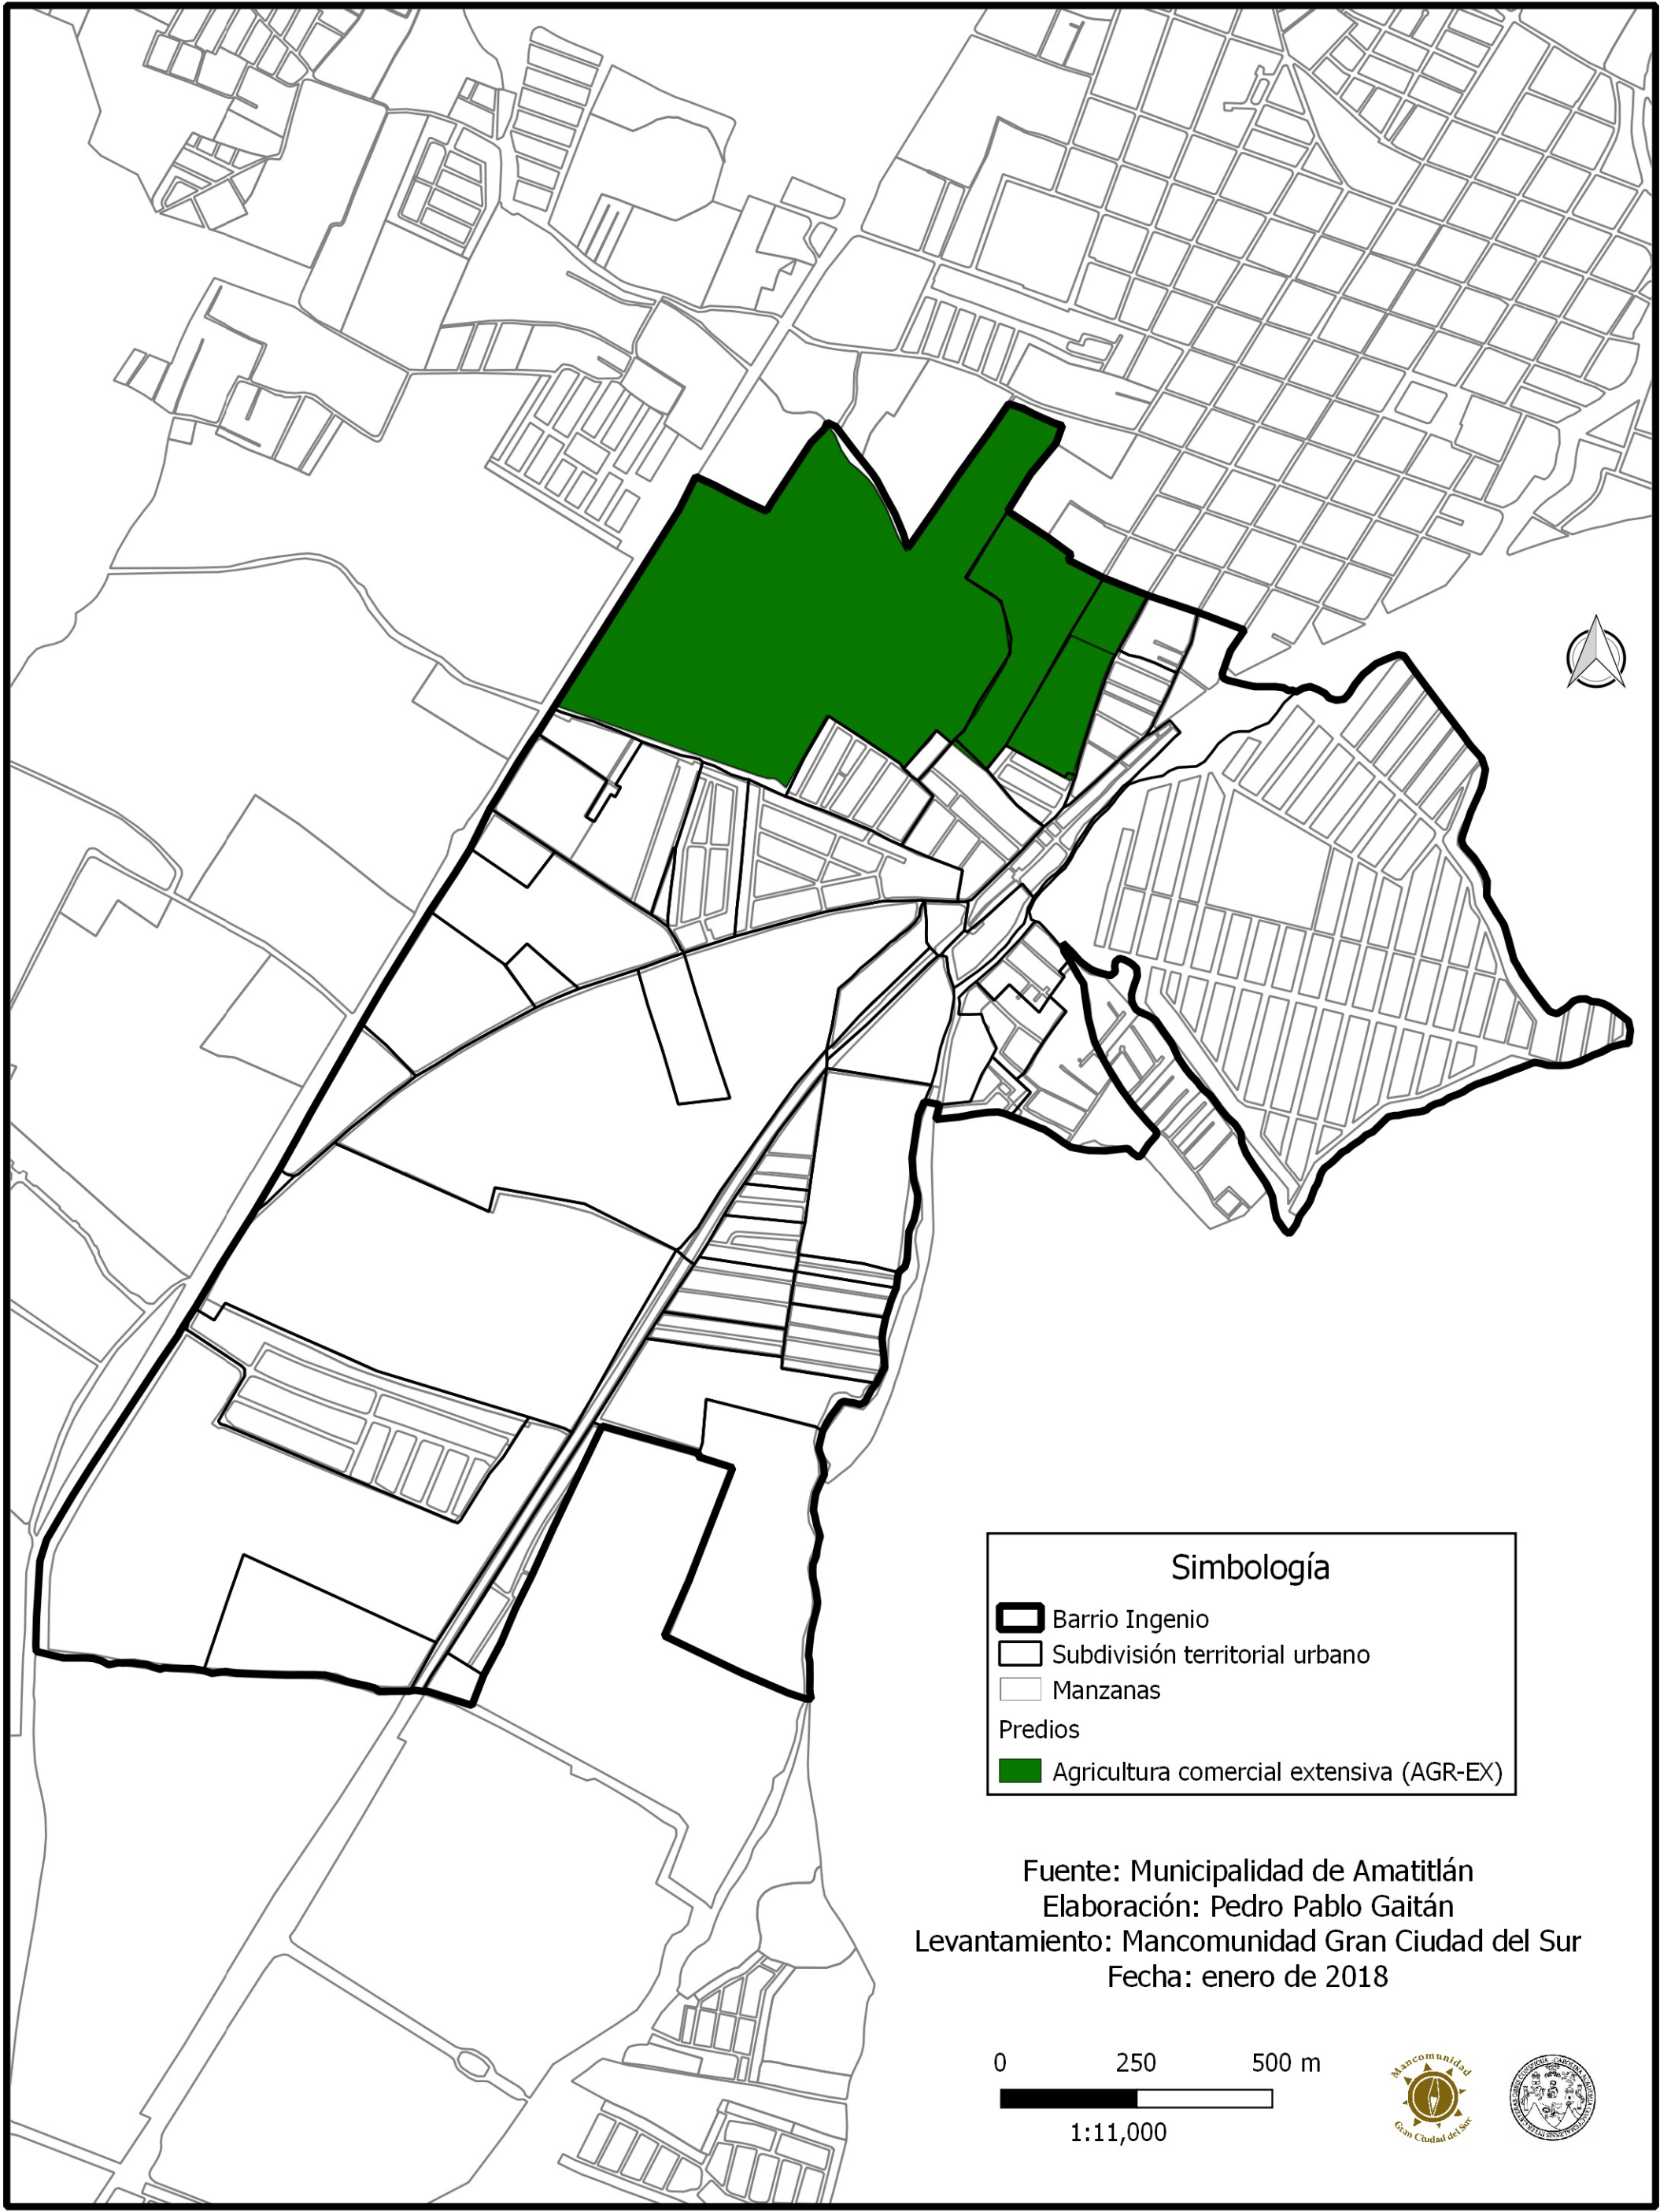 Simbología
Barrio Ingenio
Subdivisión territorial urbano
Manzanas
Predios
Agricultura comercial extensiva (AGR-EX)
Fuente: Municipalidad de Amatitlán
Elaboración: Pedro Pablo Gaitán
Levantamiento: Mancomunidad Gran Ciudad del Sur
Fecha: enero de 2018
0 250 500 m
1:11,000
Mancomunidad
Gran Ciudad del Sur